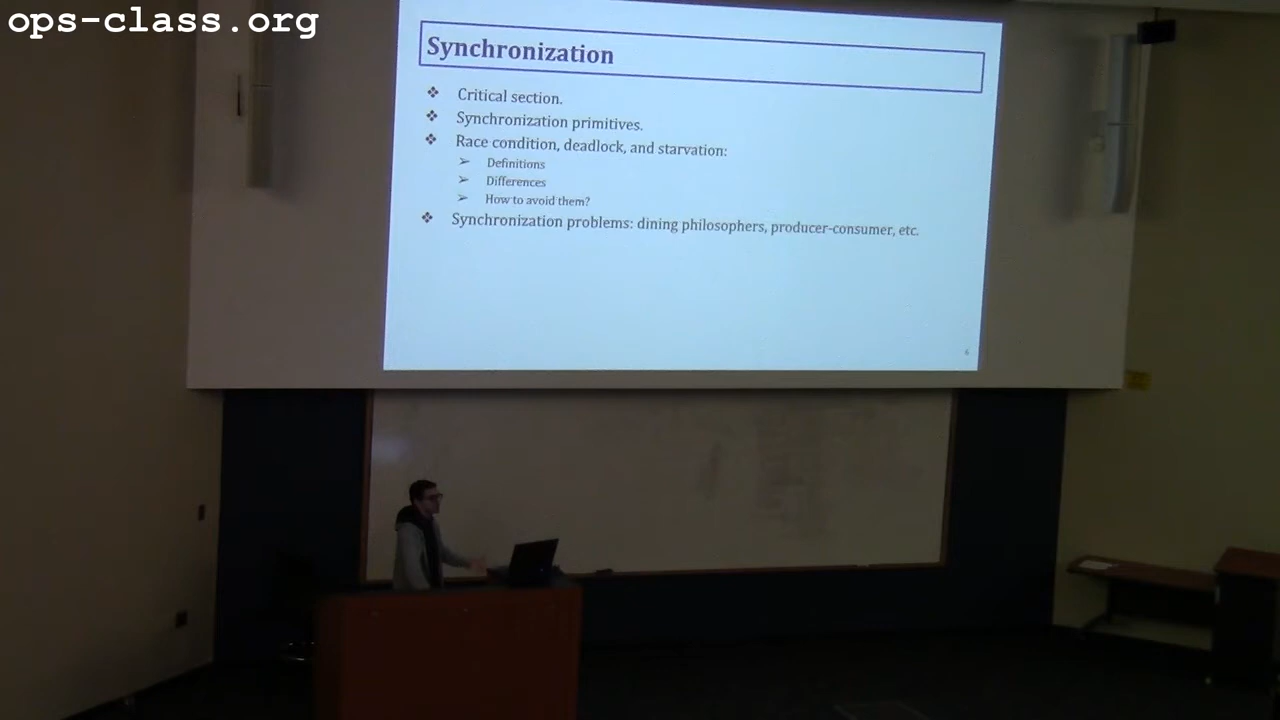 ops-class.org
Synchronization
❖ Critical section.
❖ Synchronization primitives.
❖ Race condition, deadlock, and starvation:
➢ Definitions
➢ Differences
➢ How to avoid them?
❖ Synchronization problems: dining philosophers, producer-consumer, etc.
6